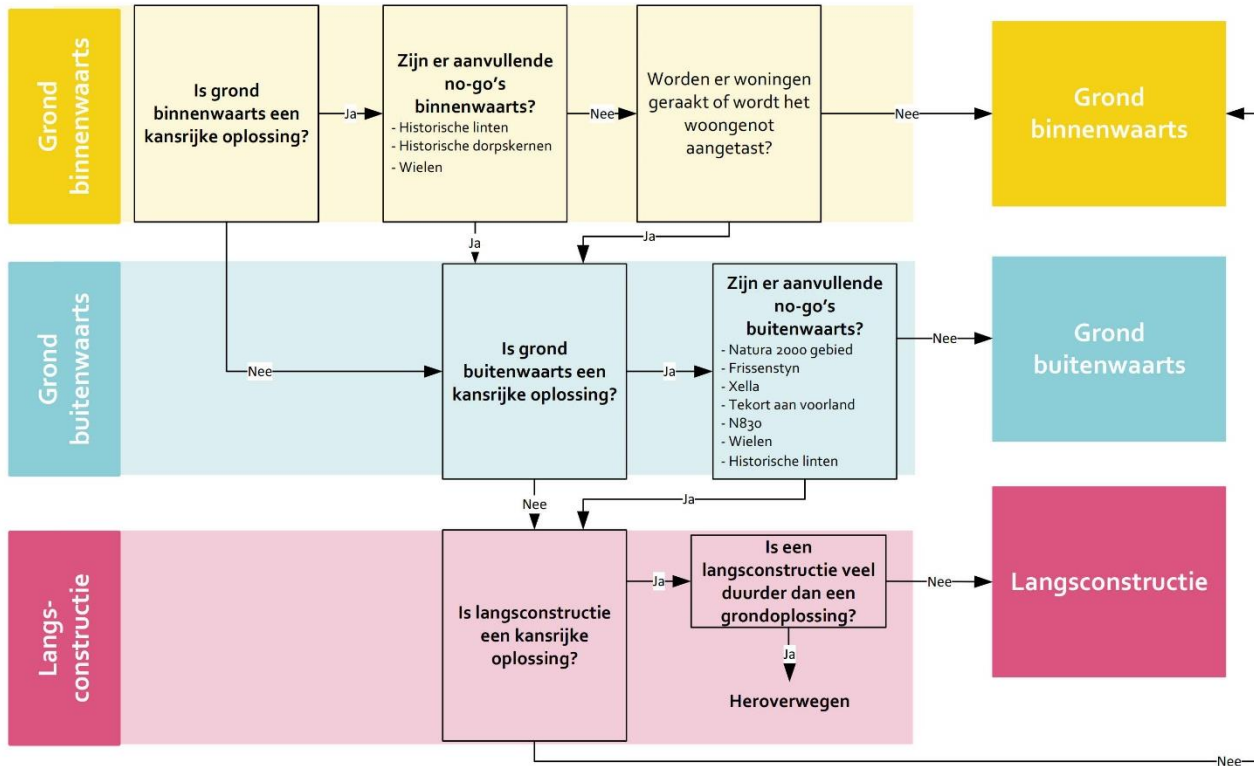 Grond
binnenwaarts
Is grond
binnenwaarts een
kansrijke oplossing?
Ja
Zijn er aanvullende
no-go's
binnenwaarts?
- Historische linten
- Historische dorpskernen
- Wielen
Nee
Worden er woningen
geraakt of wordt het
woongenot
aangetast?
Nee
Grond
binnenwaarts
Ja
Ja
Grond
buitenwaarts
Nee
Is grond
buitenwaarts een
kansrijke oplossing?
Ja
Zijn er aanvullende
no-go's
buitenwaarts?
- Natura 2000 gebied
- Frissenstyn
- Xella
- Tekort aan voorland
- N830
- Wielen
- Historische linten
Nee
Grond
buitenwaarts
Nee
Ja
Langs-
constructie
Is langsconstructie
een kansrijke
oplossing?
Ja
Is een
langsconstructie veel
duurder dan een
grondoplossing?
Nee
Langsconstructie
Ja
Heroverwegen
Nee